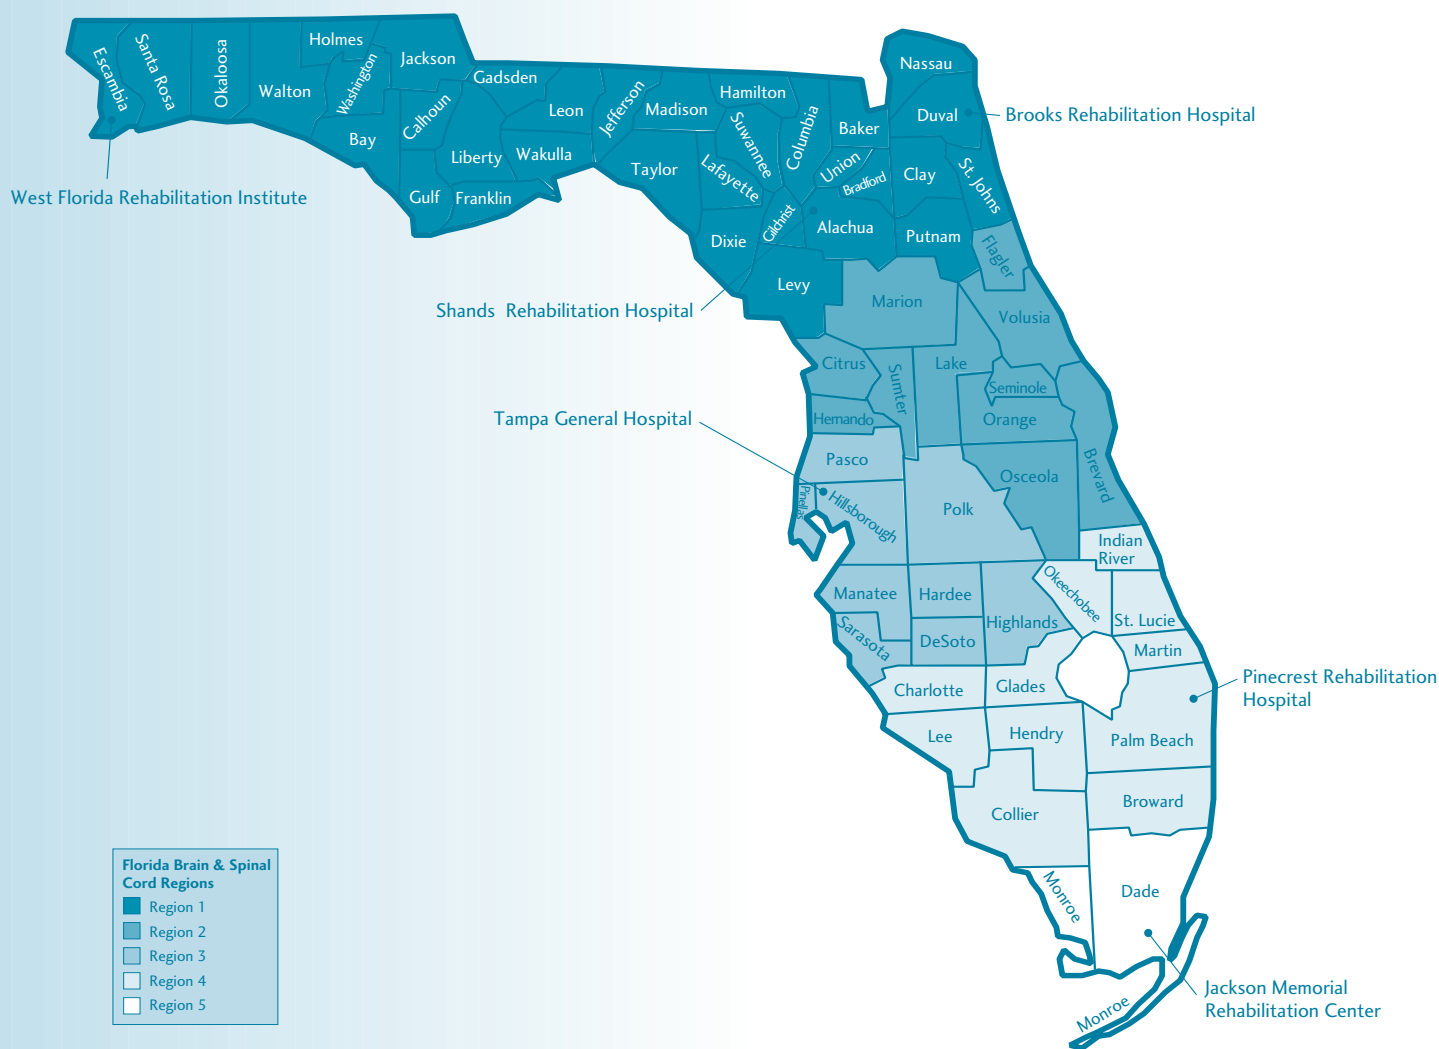 Escambia
Santa Rosa
Okaloosa
Walton
Holmes
Washington
Jackson
Bay
Calhoun
Gulf
Gadsden
Liberty
Franklin
Leon
Wakulla
Jefferson
Madison
Taylor
Hamilton
Suwannee
Lafayette
Dixie
Columbia
Gilchrist
Levy
Baker
Union
Bradford
Alachua
Nassau
Duval
Clay
St. Johns
Putnam
Flagler
Marion
Volusia
Citrus
Sumter
Lake
Seminole
Hernando
Orange
Brevard
Osceola
Pasco
Pinellas
Hillsborough
Polk
Indian
River
Manatee
Hardee
Highlands
Okeechobee
St. Lucie
Sarasota
DeSoto
Martin
Charlotte
Glades
Lee
Hendry
Palm Beach
Collier
Broward
Monroe
Dade
Monroe
West Florida Rehabilitation Institute
Brooks Rehabilitation Hospital
Shands Rehabilitation Hospital
Tampa General Hospital
Pinecrest Rehabilitation
Hospital
Jackson Memorial
Rehabilitation Center
Florida Brain & Spinal
Cord Regions
Region 1
Region 2
Region 3
Region 4
Region 5